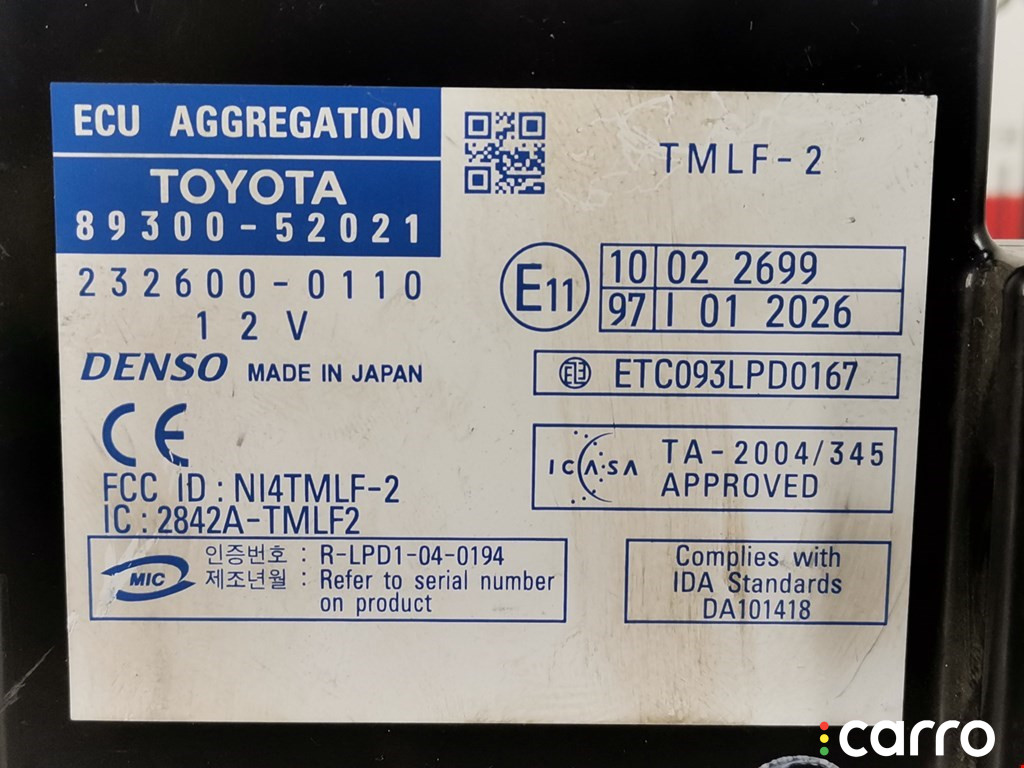 ECU AGGREGATION
TOYOTA
89300-52021
TMLF-2
232600-0110
12V
E11
10 02 2699
97 I 01 2026
DENSO MADE IN JAPAN
ETC093LPD0167
CE
ICASA TA-2004/345
APPROVED
FCC ID : NI4TMLF-2
IC : 2842A-TMLF2
MIC 인증번호 : R-LPD1-04-0194
제조년월 : Refer to serial number
on product
Complies with
IDA Standards
DA101418
carro